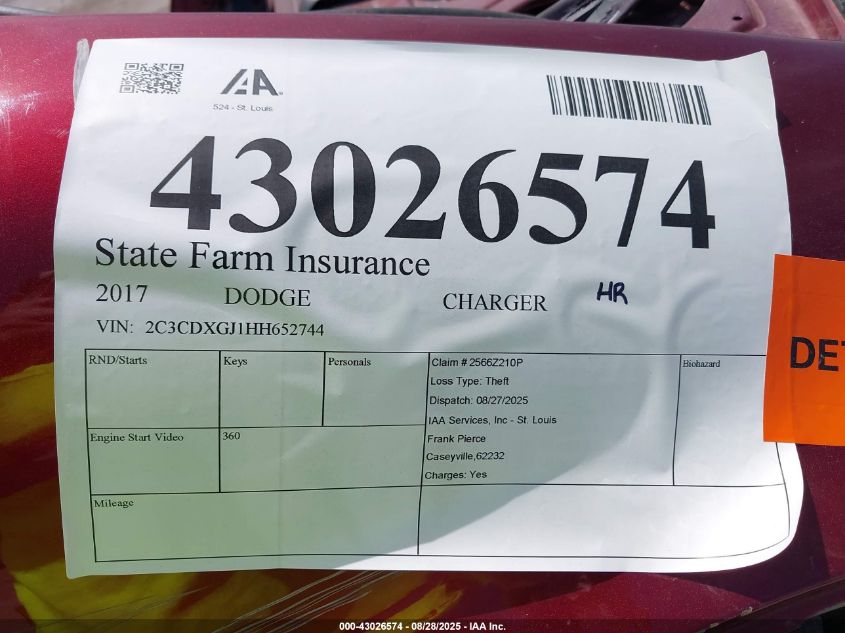 IAA
524 - St. Louis
43026574
State Farm Insurance
2017 DODGE CHARGER HR
VIN: 2C3CDXGJ1HH652744
RND/Starts
Keys
Personals
Claim # 2566Z210P
Loss Type: Theft
Dispatch: 08/27/2025
IAA Services, Inc - St. Louis
Frank Pierce
Caseyville,62232
Charges: Yes
Biohazard
DET
Engine Start Video
360
Mileage
000-43026574 - 08/28/2025 - IAA Inc.